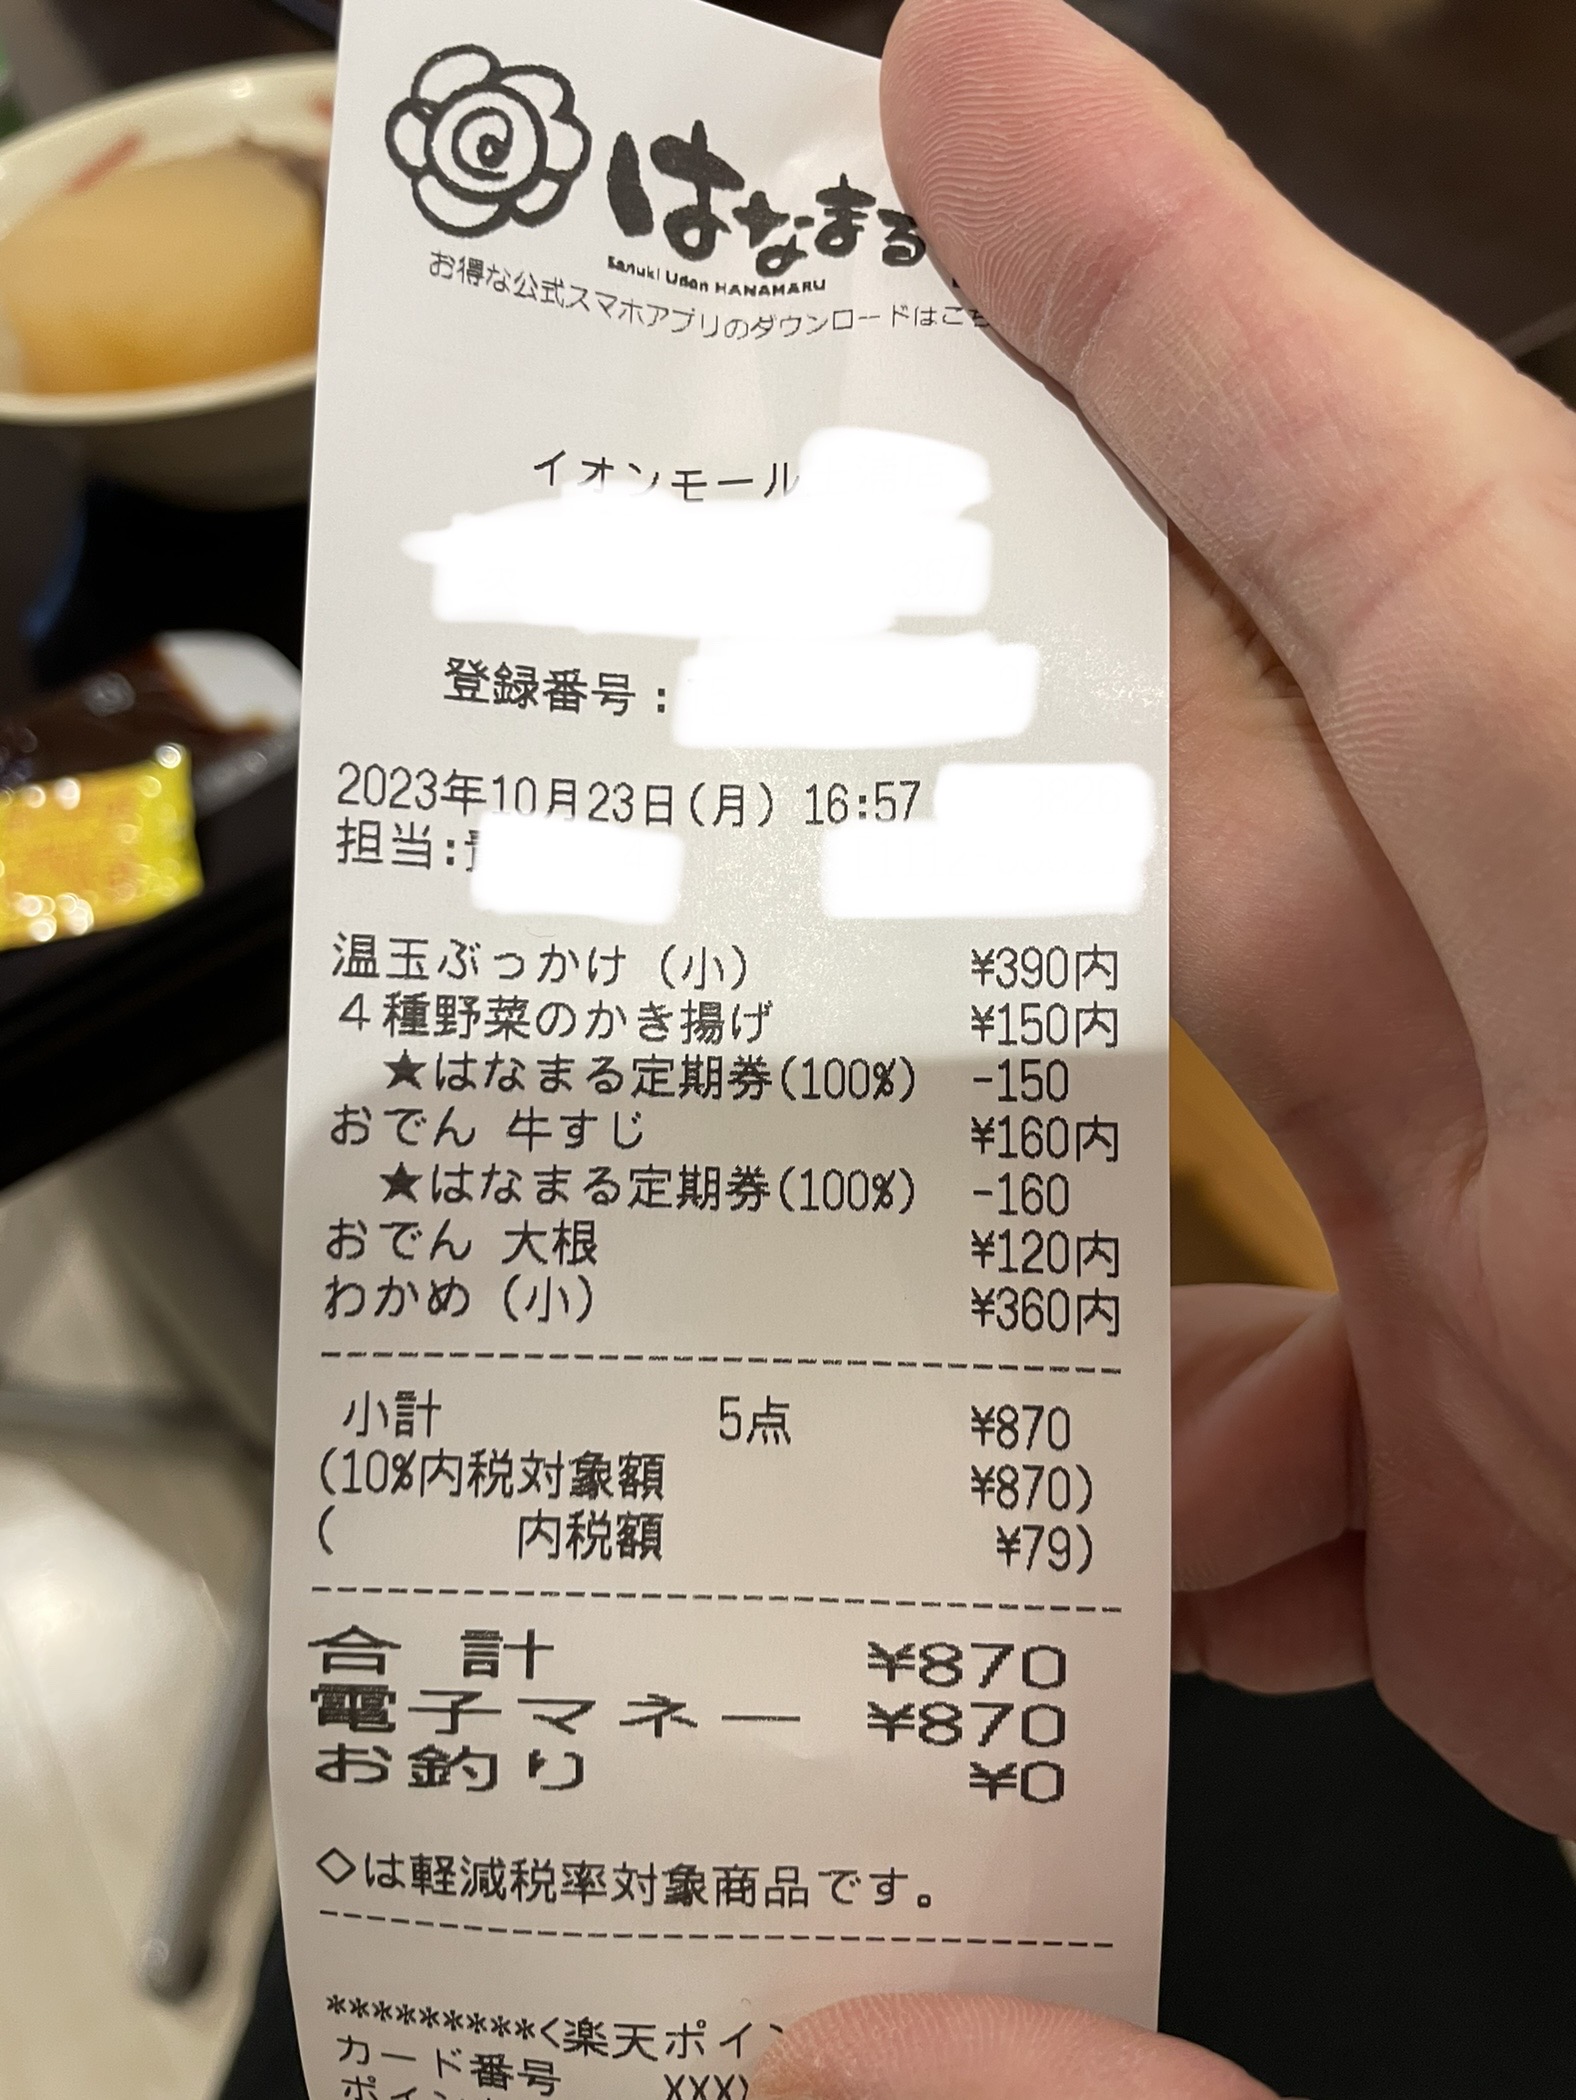 はなまる
Sanuki Udon HANAMARU
お得な公式スマホアプリのダウンロードはこち
イオンモール
登録番号:
2023年10月23日(月) 16:57
担当:
温玉ぶっかけ (小) ¥390内
4種野菜のかき揚げ ¥150内
★はなまる定期券(100%) -150
おでん 牛すじ ¥160内
★はなまる定期券(100%) -160
おでん 大根 ¥120内
わかめ (小) ¥360内
小計 5点 ¥870
(10%内税対象額 ¥870)
( 内税額 ¥79)
合計 ¥870
電子マネー ¥870
お釣り ¥0
◇は軽減税率対象商品です。
*********<楽天ポイン
カード番号 XXX
ポイン